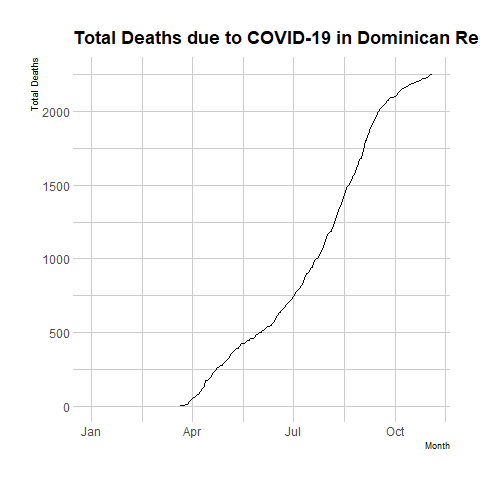 Total Deaths due to COVID-19 in Dominican Re
Total Deaths
2000
1500
1000
500
0
Jan Apr Jul Oct
Month